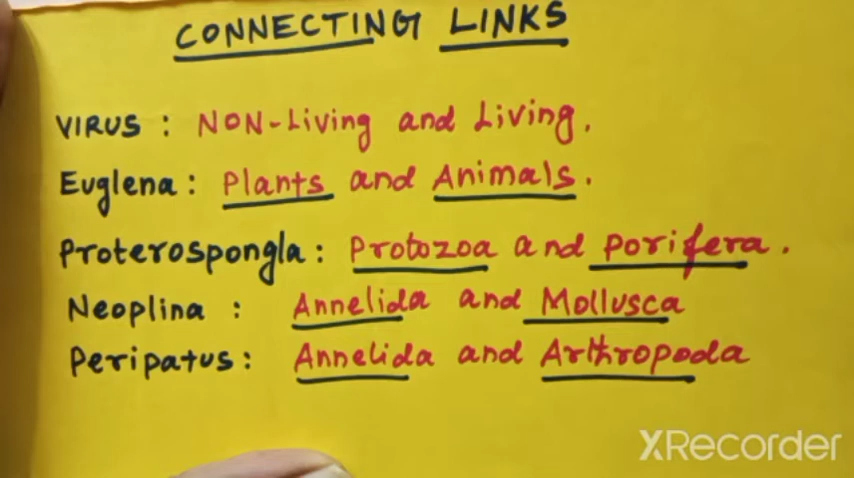 CONNECTING LINKS
VIRUS : NON-Living and Living.
Euglena : Plants and Animals.
Proterospongla : Protozoa and Porifera.
Neoplina : Annelida and Mollusca
Peripatus : Annelida and Arthropoda
XRecorder